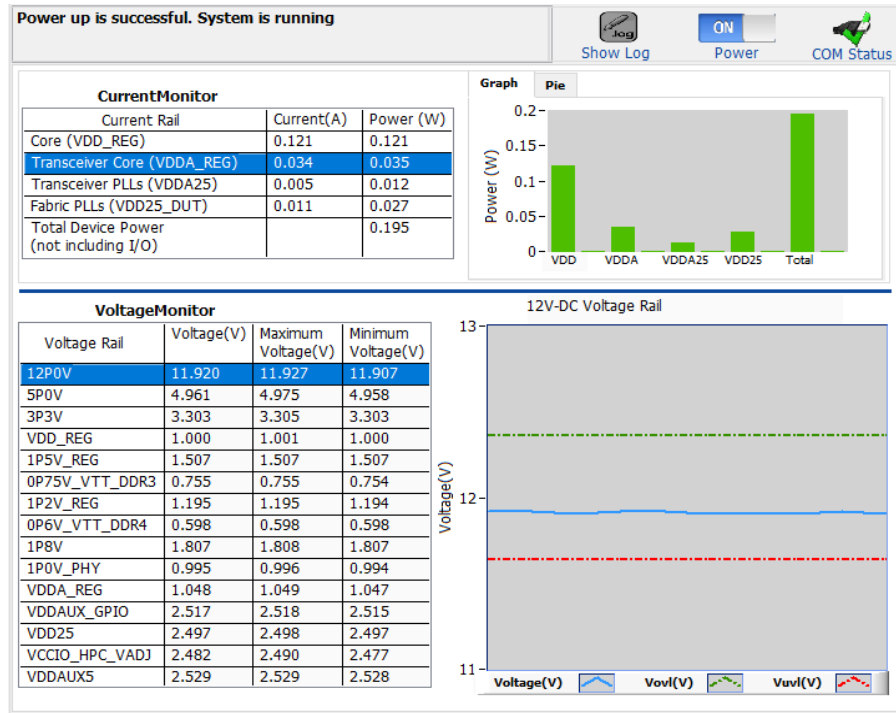 Power up is successful. System is running
.log
Show Log
ON
Power
COM Status
CurrentMonitor
Current Rail Current(A) Power (W)
Core (VDD_REG) 0.121 0.121
Transceiver Core (VDDA_REG) 0.034 0.035
Transceiver PLLs (VDDA25) 0.005 0.012
Fabric PLLs (VDD25_DUT) 0.011 0.027
Total Device Power 0.195
(not including I/O)
Graph Pie
Power (W)
0.2
0.15
0.1
0.05
0
VDD VDDA VDDA25 VDD25 Total
VoltageMonitor
Voltage Rail Voltage(V) Maximum Voltage(V) Minimum Voltage(V)
12P0V 11.920 11.927 11.907
5P0V 4.961 4.975 4.958
3P3V 3.303 3.305 3.303
VDD_REG 1.000 1.001 1.000
1P5V_REG 1.507 1.507 1.507
0P75V_VTT_DDR3 0.755 0.755 0.754
1P2V_REG 1.195 1.195 1.194
0P6V_VTT_DDR4 0.598 0.598 0.598
1P8V 1.807 1.808 1.807
1P0V_PHY 0.995 0.996 0.994
VDDA_REG 1.048 1.049 1.047
VDDAUX_GPIO 2.517 2.518 2.515
VDD25 2.497 2.498 2.497
VCCIO_HPC_VADJ 2.482 2.490 2.477
VDDAUX5 2.529 2.529 2.528
12V-DC Voltage Rail
Voltage(V)
13
12
11
Voltage(V) Vovl(V) Vuvl(V)